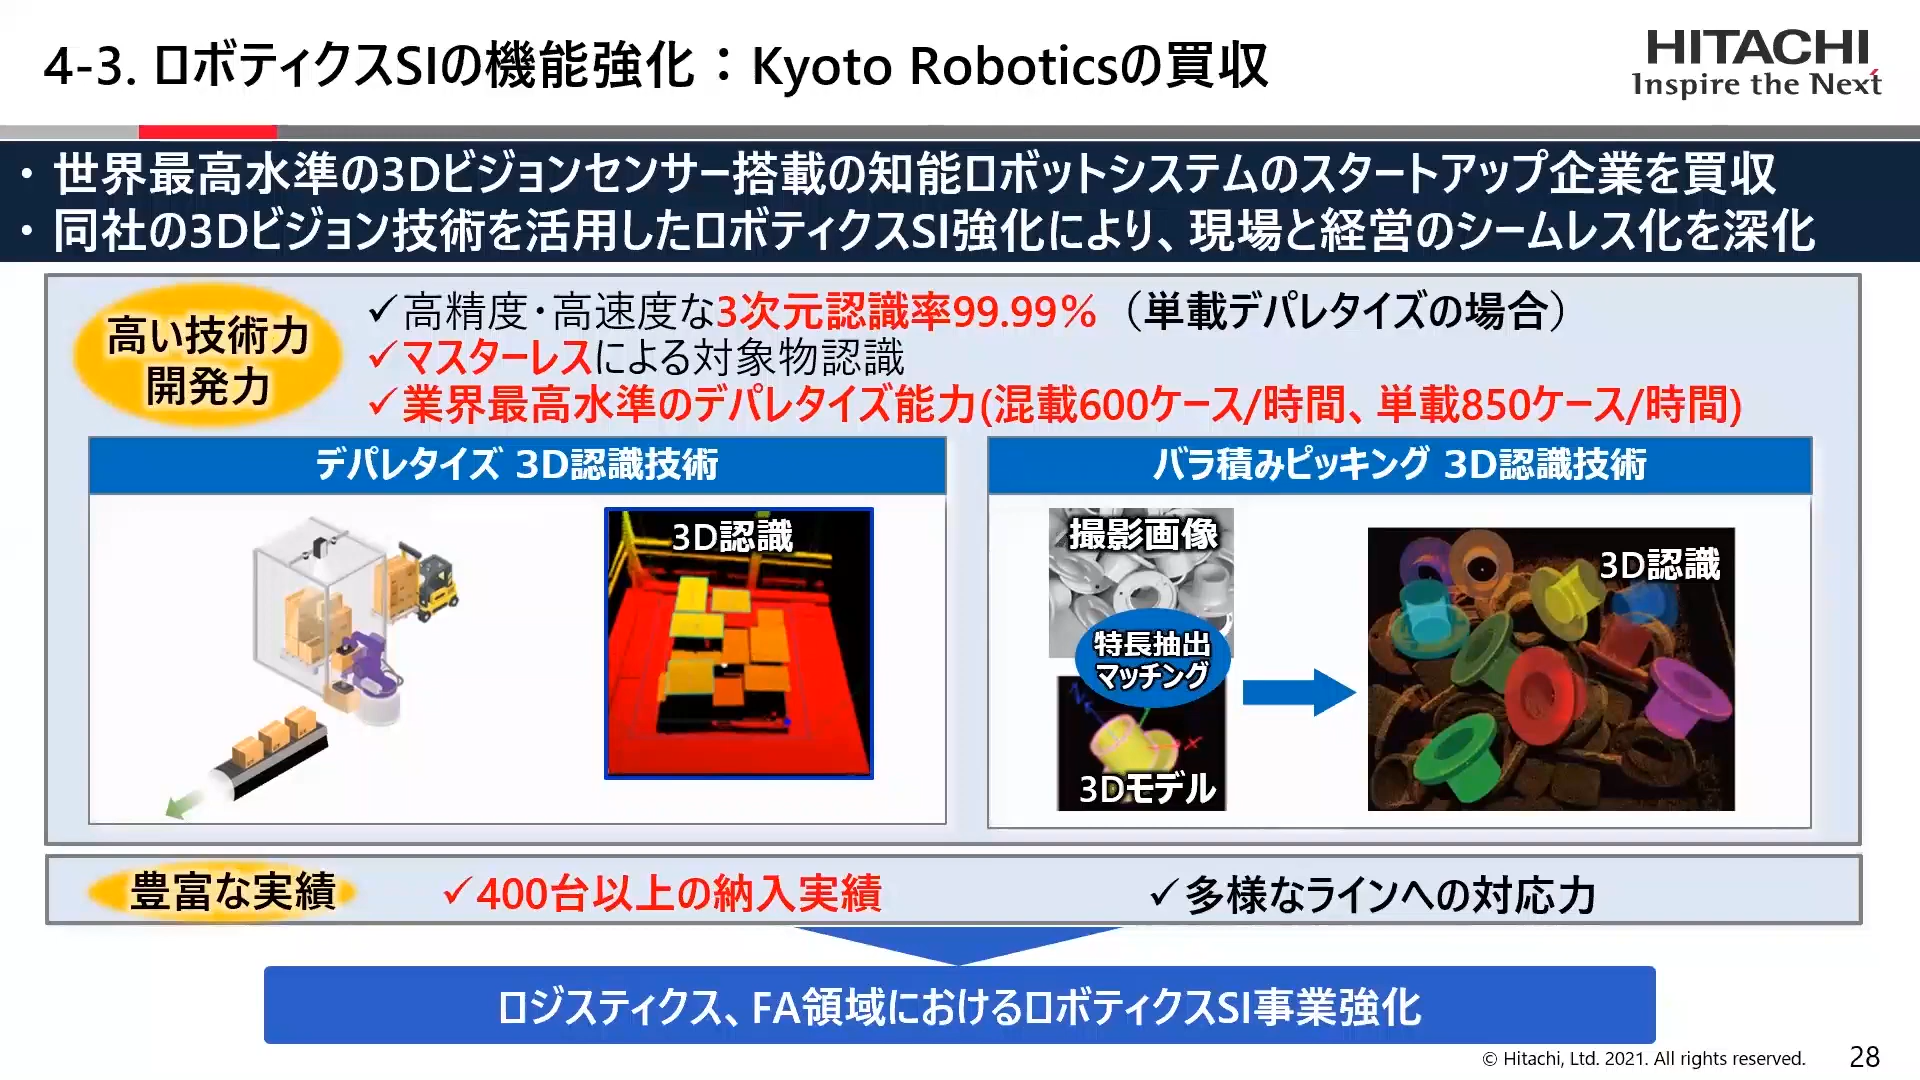 4-3. ロボティクスSIの機能強化：Kyoto Roboticsの買収
HITACHI
Inspire the Next
・ 世界最高水準の3Dビジョンセンサー搭載の知能ロボットシステムのスタートアップ企業を買収
・ 同社の3Dビジョン技術を活用したロボティクスSI強化により、現場と経営のシームレス化を深化
高い技術力
開発力
✓高精度・高速度な3次元認識率99.99%（単載デパレタイズの場合）
✓マスターレスによる対象物認識
✓業界最高水準のデパレタイズ能力(混載600ケース/時間、単載850ケース/時間)
デパレタイズ 3D認識技術
3D認識
バラ積みピッキング 3D認識技術
撮影画像
特長抽出
マッチング
3Dモデル
3D認識
豊富な実績
✓400台以上の納入実績
✓多様なラインへの対応力
ロジスティクス、FA領域におけるロボティクスSI事業強化
© Hitachi, Ltd. 2021. All rights reserved.
28